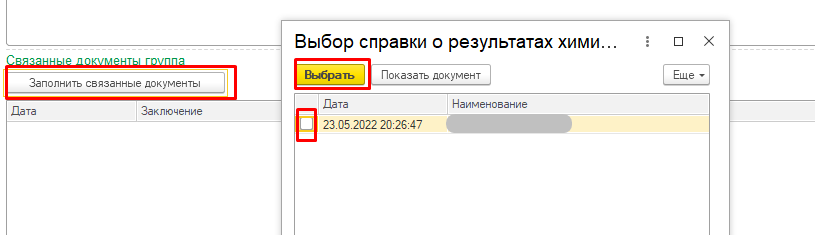 Связанные документы группа
Заполнить связанные документы
Дата Заключение
Выбор справки о результатах хими...
Выбрать Показать документ Еще
Дата Наименование
23.05.2022 20:26:47